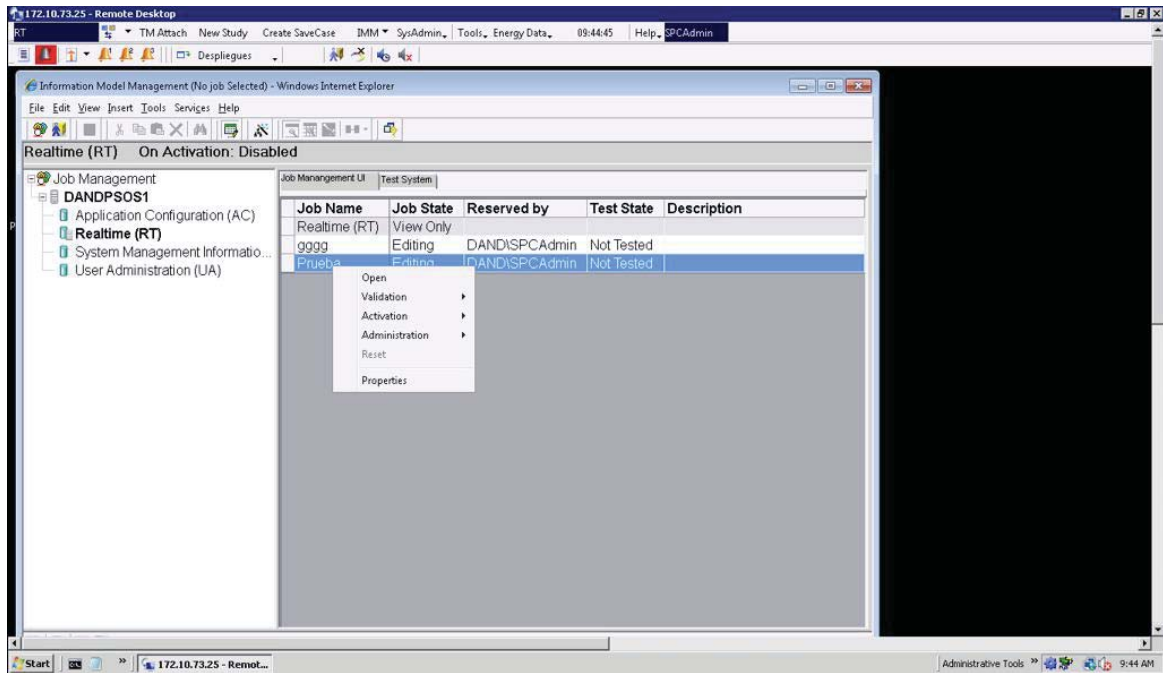 172.10.73.25 - Remote Desktop
RT TM Attach New Study Create SaveCase IMM SysAdmin Tools Energy Data 09:44:45 Help SPCAdmin
Despliegues
Information Model Management (No job Selected) - Windows Internet Explorer
File Edit View Insert Tools Services Help
Realtime (RT) On Activation: Disabled
Job Management
DANDPSOS1
Application Configuration (AC)
Realtime (RT)
System Management Informatio...
User Administration (UA)
Job Manangement UI Test System
Job Name Job State Reserved by Test State Description
Realtime (RT) View Only
gggg Editing DAND\SPCAdmin Not Tested
Prueba Editing DAND\SPCAdmin Not Tested
Open
Validation
Activation
Administration
Reset
Properties
Start 172.10.73.25 - Remot... Administrative Tools 9:44 AM